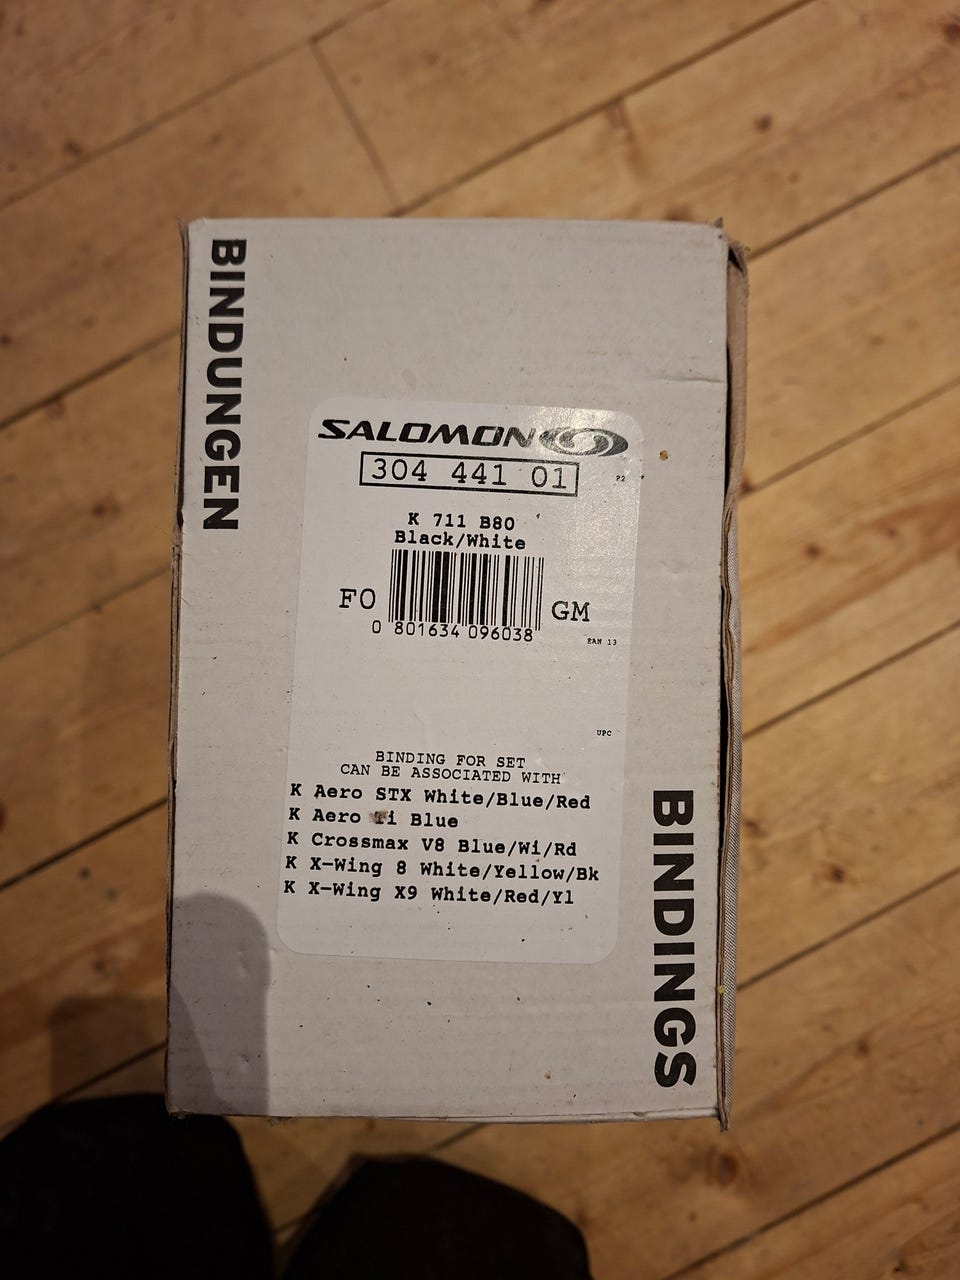 BINDUNGEN
SALOMON
304 441 01
P2
K 711 B80
Black/White
FO GM
0 801634 096038
EAN 13
UPC
BINDING FOR SET
CAN BE ASSOCIATED WITH
K Aero STX White/Blue/Red
K Aero Ti Blue
K Crossmax V8 Blue/Wi/Rd
K X-Wing 8 White/Yellow/Bk
K X-Wing X9 White/Red/Yl
BINDINGS